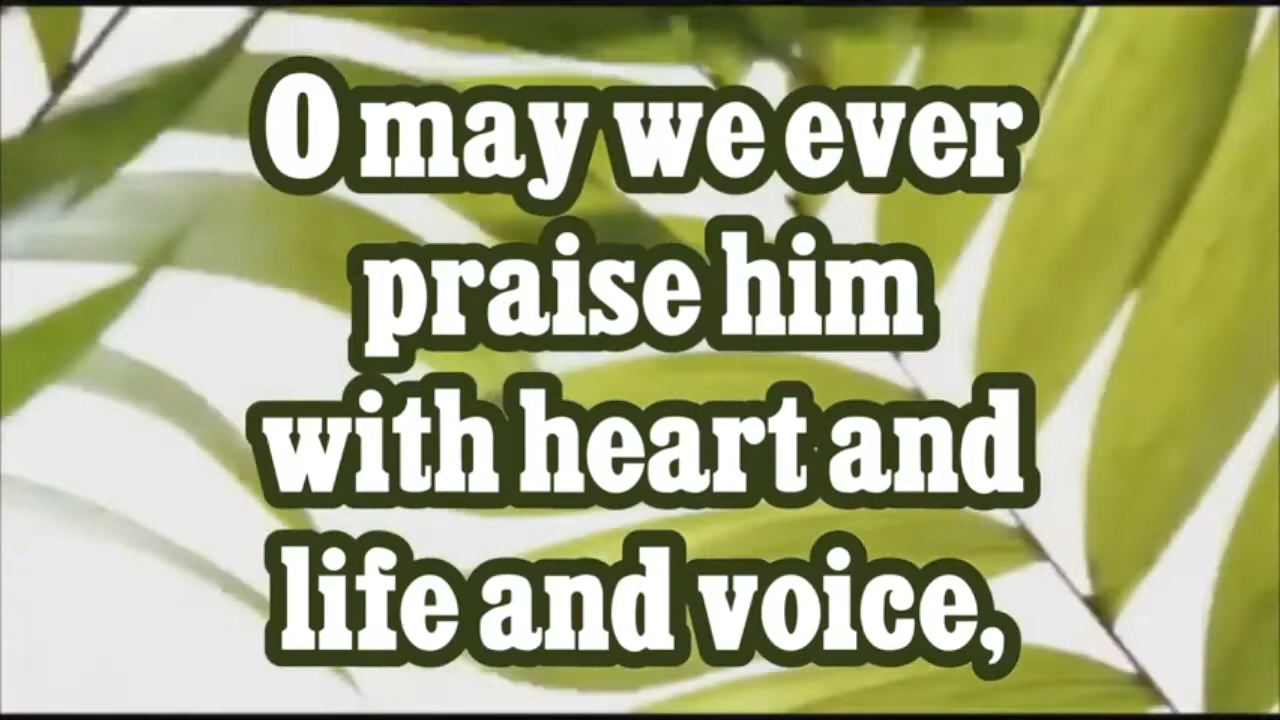 O may we ever
praise him
with heart and
life and voice,